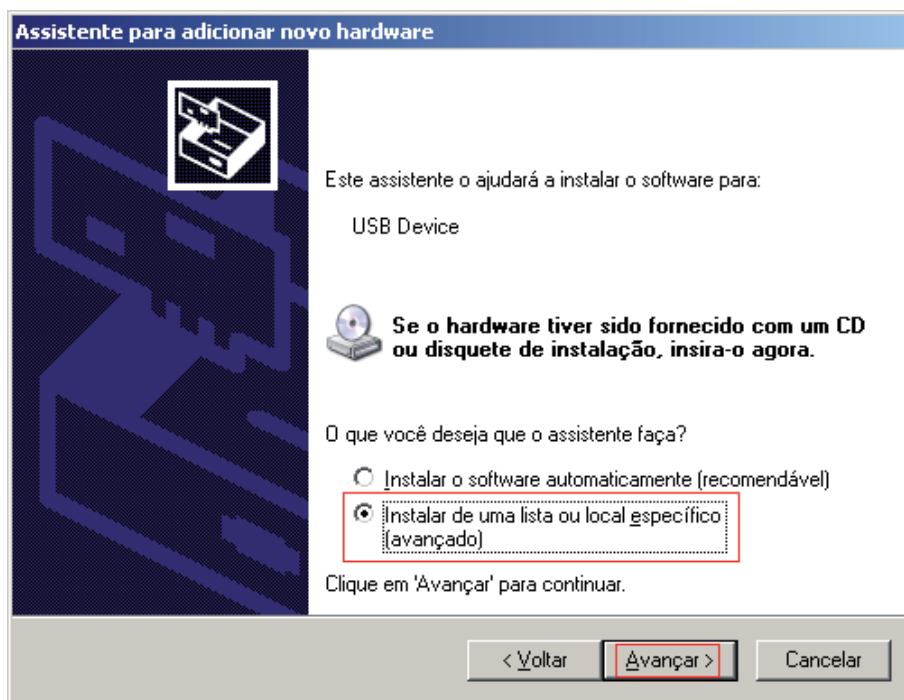 Assistente para adicionar novo hardware
Este assistente o ajudará a instalar o software para:
USB Device
Se o hardware tiver sido fornecido com um CD
ou disquete de instalação, insira-o agora.
O que você deseja que o assistente faça?
Instalar o software automaticamente (recomendável)
Instalar de uma lista ou local específico
(avançado)
Clique em 'Avançar' para continuar.
< Voltar
Avançar >
Cancelar